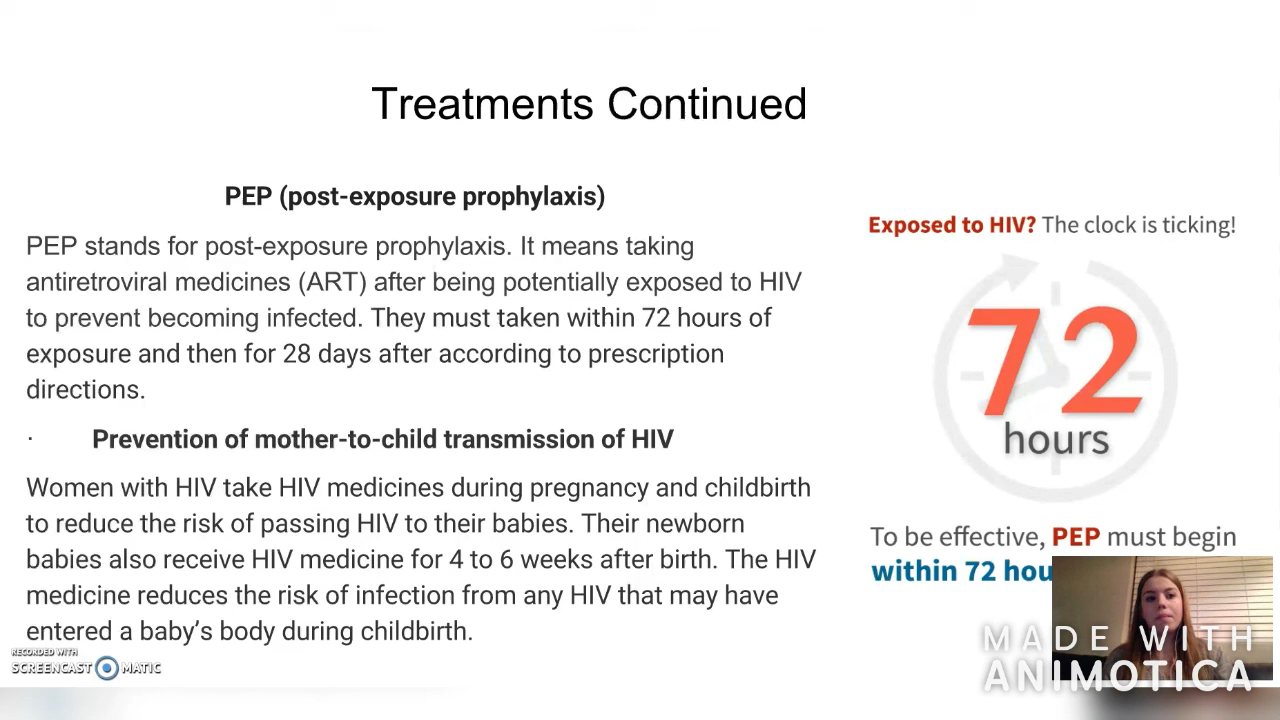 Treatments Continued
PEP (post-exposure prophylaxis)
PEP stands for post-exposure prophylaxis. It means taking
antiretroviral medicines (ART) after being potentially exposed to HIV
to prevent becoming infected. They must taken within 72 hours of
exposure and then for 28 days after according to prescription
directions.
· Prevention of mother-to-child transmission of HIV
Women with HIV take HIV medicines during pregnancy and childbirth
to reduce the risk of passing HIV to their babies. Their newborn
babies also receive HIV medicine for 4 to 6 weeks after birth. The HIV
medicine reduces the risk of infection from any HIV that may have
entered a baby’s body during childbirth.
Exposed to HIV? The clock is ticking!
72
hours
To be effective, PEP must begin
within 72 hou
RECORDED WITH
SCREENCAST MATIC
MADE WITH
ANIMOTICA